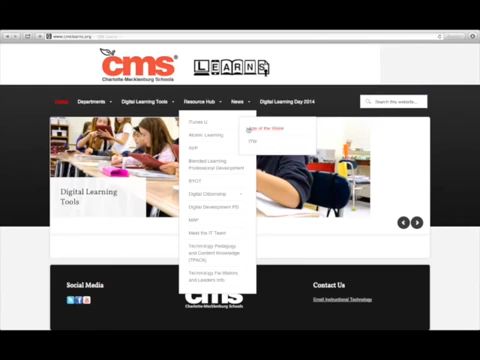 www.cmslearns.org
cms
Charlotte-Mecklenburg Schools
LEARNS
Home
Departments
Digital Learning Tools
Resource Hub
News
Digital Learning Day 2014
Search this website...
iTunes U
Atomic Learning
App of the Week
ITM
Blended Learning
Professional Development
BYOT
Digital Citizenship
Digital Learning
Tools
Digital Development PD
Meet the IT Team
Technology Pedagogy
and Content Knowledge
(TPACK)
Technology For Makers
and Leaders Info
Social Media
Contact Us
Email Instructional Technology
cms
Charlotte-Mecklenburg Schools